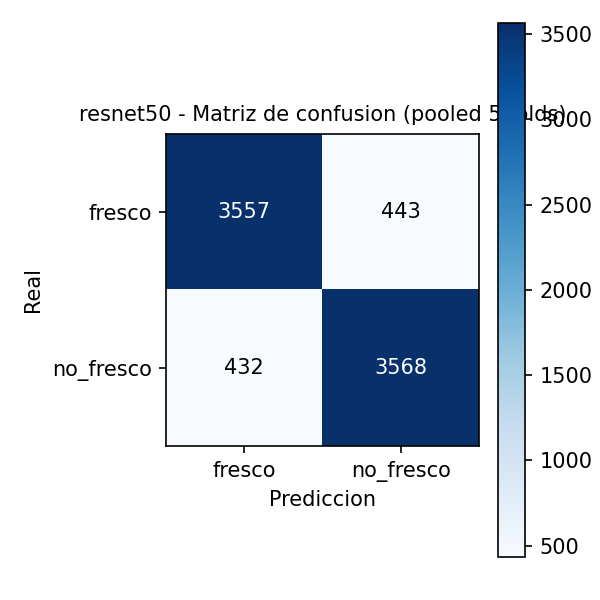 resnet50 - Matriz de confusion (pooled 5
3500
3000
2500
2000
1500
1000
500
Real
fresco
3557
443
no_fresco
432
3568
fresco
no_fresco
Prediccion